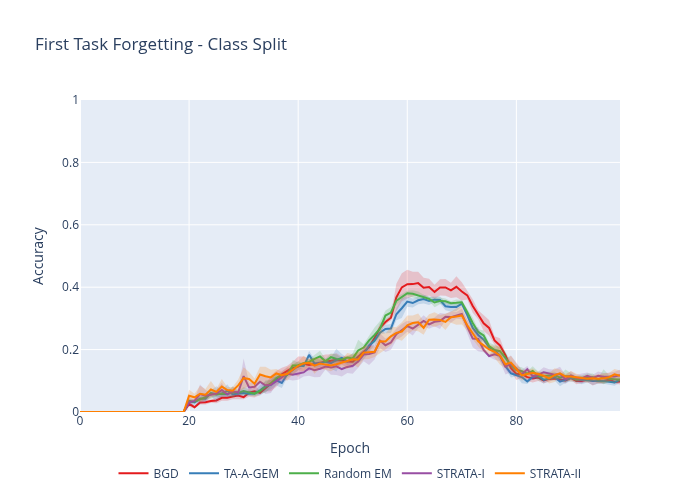 First Task Forgetting - Class Split
1
0.8
0.6
0.4
0.2
0
Accuracy
0 20 40 60 80
Epoch
BGD TA-A-GEM Random EM STRATA-I STRATA-II